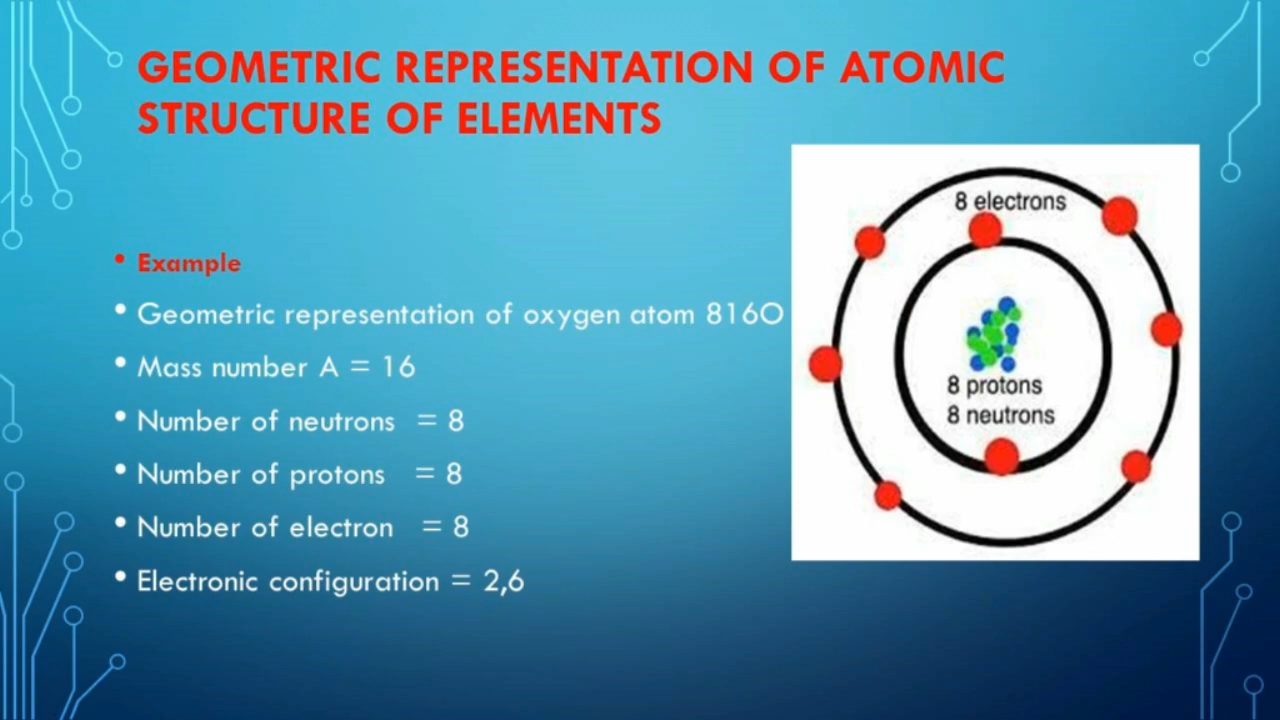 GEOMETRIC REPRESENTATION OF ATOMIC
STRUCTURE OF ELEMENTS
• Example
• Geometric representation of oxygen atom 816O
• Mass number A = 16
• Number of neutrons = 8
• Number of protons = 8
• Number of electron = 8
• Electronic configuration = 2,6
8 electrons
8 protons
8 neutrons